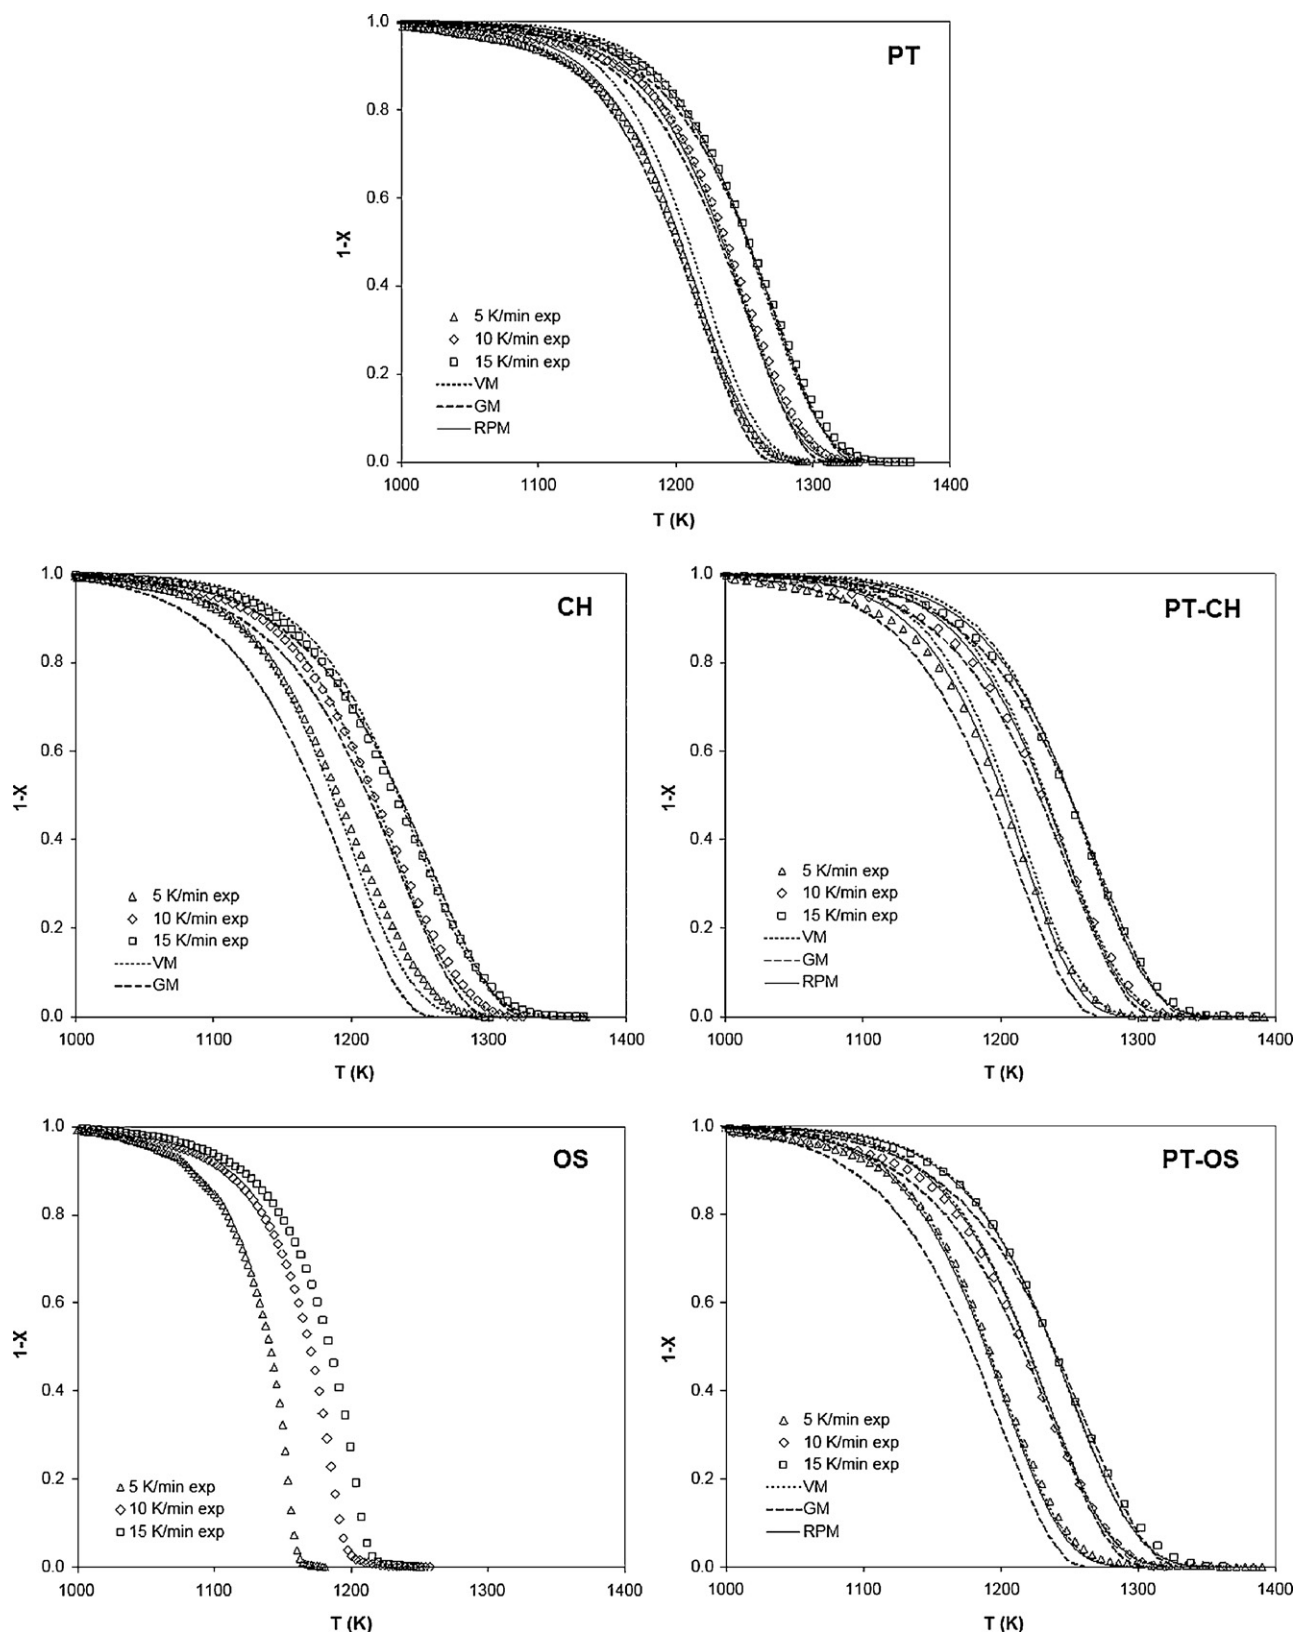 PT
1.0
0.8
0.6
0.4
0.2
0.0
1-X
5 K/min exp
10 K/min exp
15 K/min exp
VM
GM
RPM
1000 1100 1200 1300 1400
T (K)
CH
1.0
0.8
0.6
0.4
0.2
0.0
1-X
5 K/min exp
10 K/min exp
15 K/min exp
VM
GM
1000 1100 1200 1300 1400
T (K)
PT-CH
1.0
0.8
0.6
0.4
0.2
0.0
1-X
5 K/min exp
10 K/min exp
15 K/min exp
VM
GM
RPM
1000 1100 1200 1300 1400
T (K)
OS
1.0
0.8
0.6
0.4
0.2
0.0
1-X
5 K/min exp
10 K/min exp
15 K/min exp
1000 1100 1200 1300 1400
T (K)
PT-OS
1.0
0.8
0.6
0.4
0.2
0.0
1-X
5 K/min exp
10 K/min exp
15 K/min exp
VM
GM
RPM
1000 1100 1200 1300 1400
T (K)